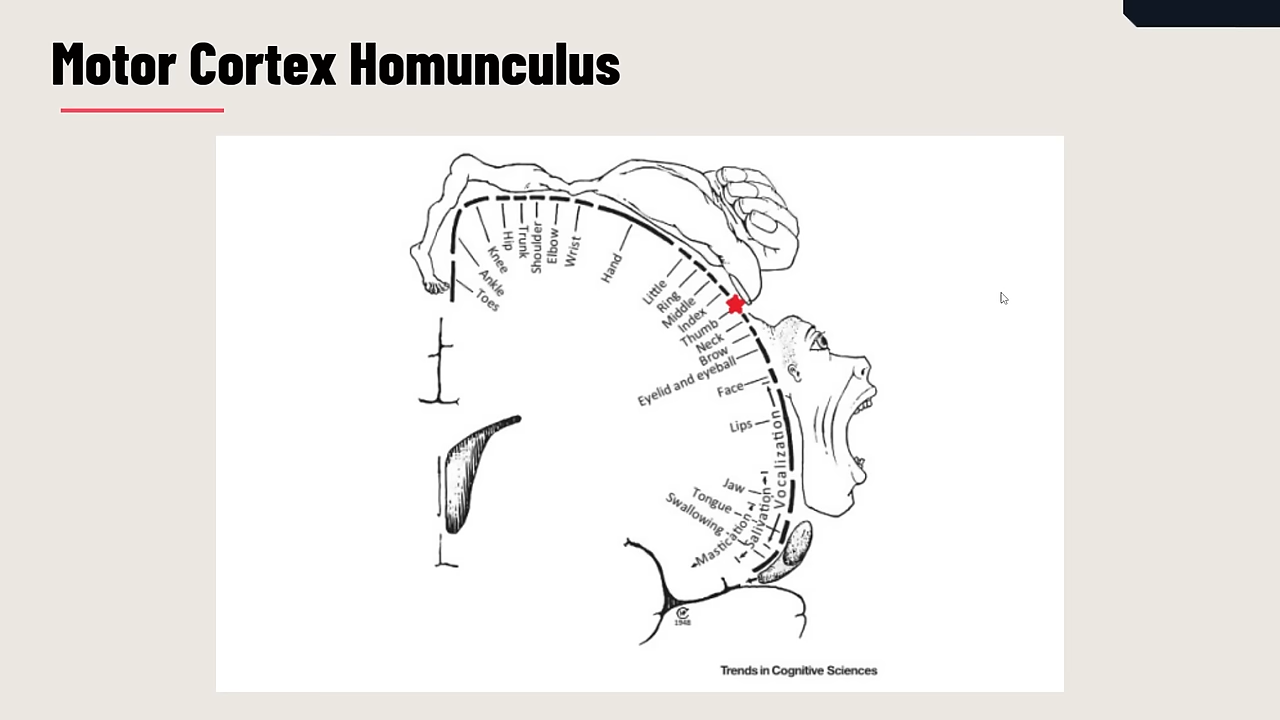 Motor Cortex Homunculus
Toes
Ankle
Knee
Hip
Trunk
Shoulder
Elbow
Wrist
Hand
Little
Ring
Middle
Index
Thumb
Neck
Brow
Eyelid and eyeball
Face
Lips
Vocalization
Jaw
Tongue
Swallowing
Salivation
Mastication
1948
Trends in Cognitive Sciences